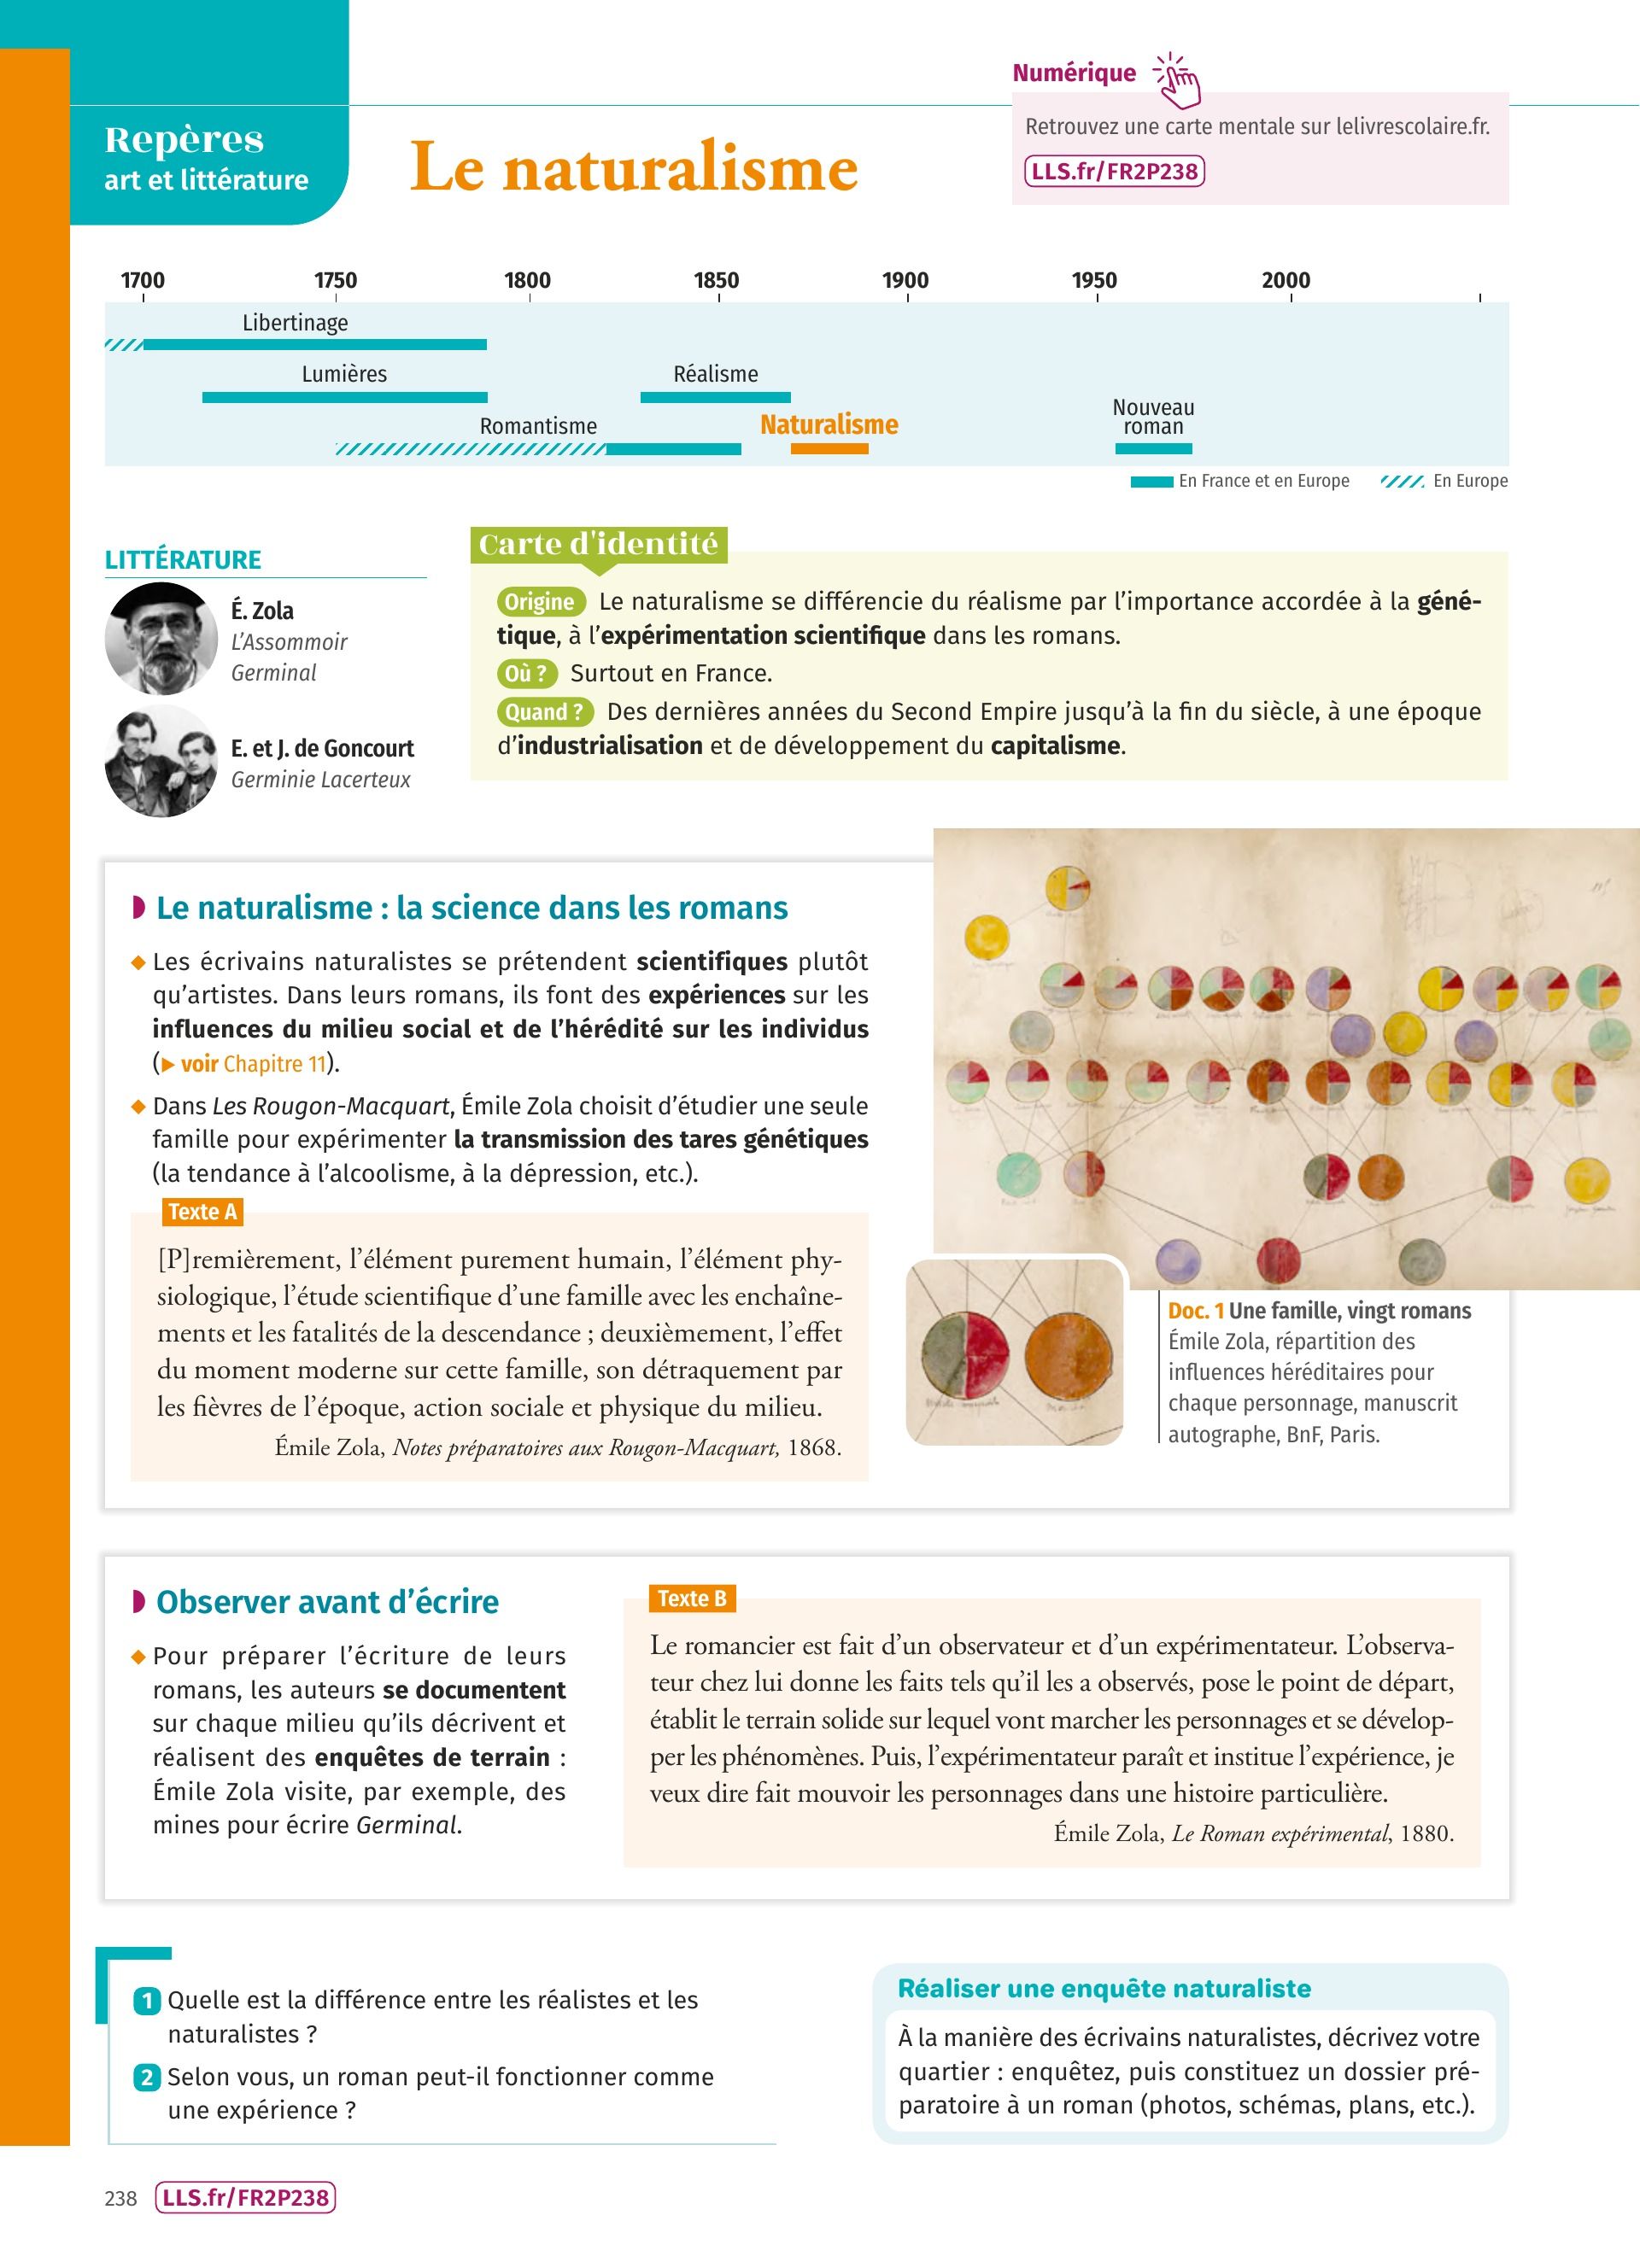 Repères
art et littérature
Le naturalisme
Numérique
Retrouvez une carte mentale sur lelivrescolaire.fr.
LLS.fr/FR2P238
1700 1750 1800 1850 1900 1950 2000
Libertinage
Lumières
Réalisme
Romantisme
Naturalisme
Nouveau
roman
En France et en Europe
En Europe
LITTÉRATURE
É. Zola
L'Assommoir
Germinal
E. et J. de Goncourt
Germinie Lacerteux
Carte d'identité
Origine Le naturalisme se différencie du réalisme par l'importance accordée à la géné-
tique, à l'expérimentation scientifique dans les romans.
Où ? Surtout en France.
Quand ? Des dernières années du Second Empire jusqu'à la fin du siècle, à une époque
d'industrialisation et de développement du capitalisme.
Le naturalisme : la science dans les romans
Les écrivains naturalistes se prétendent scientifiques plutôt
qu'artistes. Dans leurs romans, ils font des expériences sur les
influences du milieu social et de l'hérédité sur les individus
(▶ voir Chapitre 11).
Dans Les Rougon-Macquart, Émile Zola choisit d'étudier une seule
famille pour expérimenter la transmission des tares génétiques
(la tendance à l'alcoolisme, à la dépression, etc.).
Texte A
[P]remièrement, l'élément purement humain, l'élément phy-
siologique, l'étude scientifique d'une famille avec les enchaîne-
ments et les fatalités de la descendance ; deuxièmement, l'effet
du moment moderne sur cette famille, son détraquement par
les fièvres de l'époque, action sociale et physique du milieu.
Émile Zola, Notes préparatoires aux Rougon-Macquart, 1868.
Doc. 1 Une famille, vingt romans
Émile Zola, répartition des
influences héréditaires pour
chaque personnage, manuscrit
autographe, BnF, Paris.
Observer avant d'écrire
Pour préparer l'écriture de leurs
romans, les auteurs se documentent
sur chaque milieu qu'ils décrivent et
réalisent des enquêtes de terrain :
Émile Zola visite, par exemple, des
mines pour écrire Germinal.
Texte B
Le romancier est fait d'un observateur et d'un expérimentateur. L'observa-
teur chez lui donne les faits tels qu'il les a observés, pose le point de départ,
établit le terrain solide sur lequel vont marcher les personnages et se dévelop-
per les phénomènes. Puis, l'expérimentateur paraît et institue l'expérience, je
veux dire fait mouvoir les personnages dans une histoire particulière.
Émile Zola, Le Roman expérimental, 1880.
1 Quelle est la différence entre les réalistes et les
naturalistes ?
2 Selon vous, un roman peut-il fonctionner comme
une expérience ?
Réaliser une enquête naturaliste
À la manière des écrivains naturalistes, décrivez votre
quartier : enquêtez, puis constituez un dossier pré-
paratoire à un roman (photos, schémas, plans, etc.).
238 LLS.fr/FR2P238